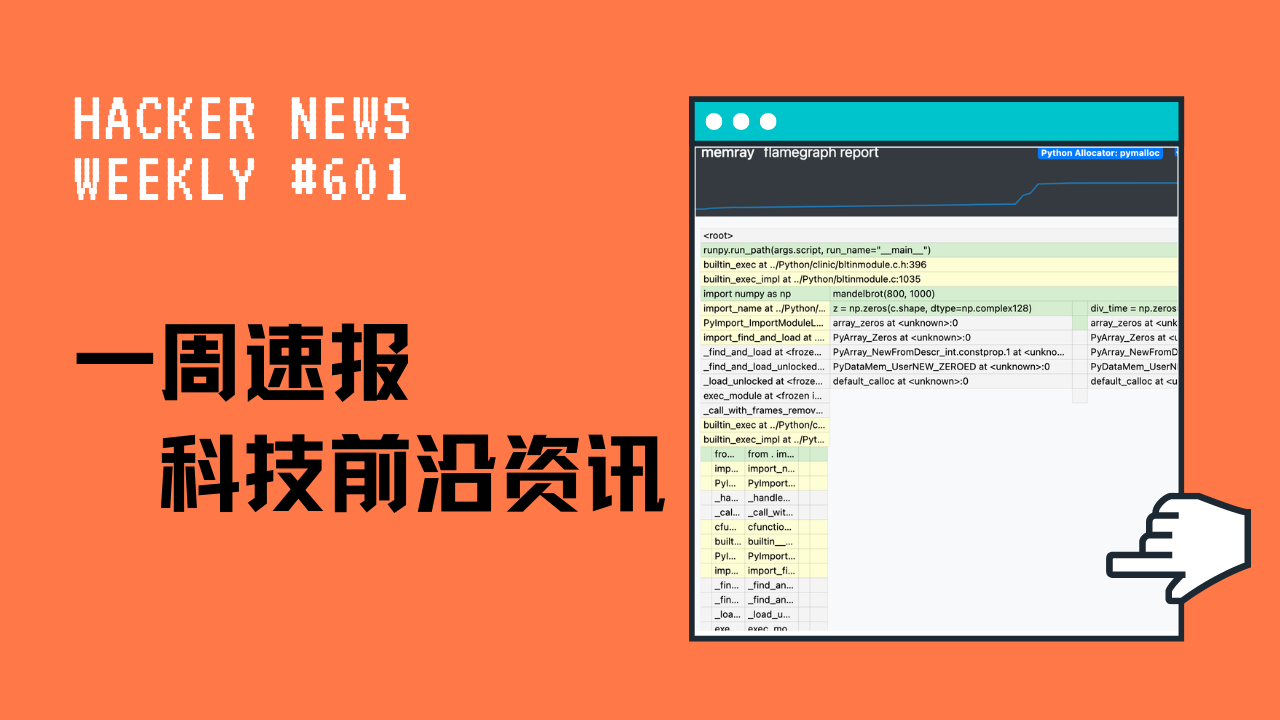 HACKER NEWS
WEEKLY #601
一周速报
科技前沿资讯
memray flamegraph report
Python Allocator: pymalloc
<root>
runpy.run_path(args.script, run_name="__main__")
builtin_exec at ../Python/clinic/bltinmodule.c.h:396
builtin_exec_impl at ../Python/bltinmodule.c:1035
import numpy as np mandelbrot(800, 1000)
import_name at ../Python/... z = np.zeros(c.shape, dtype=np.complex128) div_time = np.zeros
PyImport_ImportModuleL... array_zeros at <unknown>:0 array_zeros at <unk
import_find_and_load at .... PyArray_Zeros at <unknown>:0 PyArray_Zeros at <u
_find_and_load at <froze... PyArray_NewFromDescr_int.constprop.1 at <unkno... PyArray_NewFromD
_find_and_load_unlocked... PyDataMem_UserNEW_ZEROED at <unknown>:0 PyDataMem_UserN
_load_unlocked at <froze... default_calloc at <unknown>:0 default_calloc at <u
exec_module at <frozen i...
_call_with_frames_remov...
builtin_exec at ../Python/c...
builtin_exec_impl at ../Pyt...
fro... from . im...
imp... import_n...
PyI... PyImport...
_ha... _handle...
_cal... _call_wit...
cfu... cfunctio...
built... builtin__...
PyI... PyImport...
imp... import_fi...
_fin... _find_an...
_fin... _find_an...
_loa... _load_u...
exe exec_mo